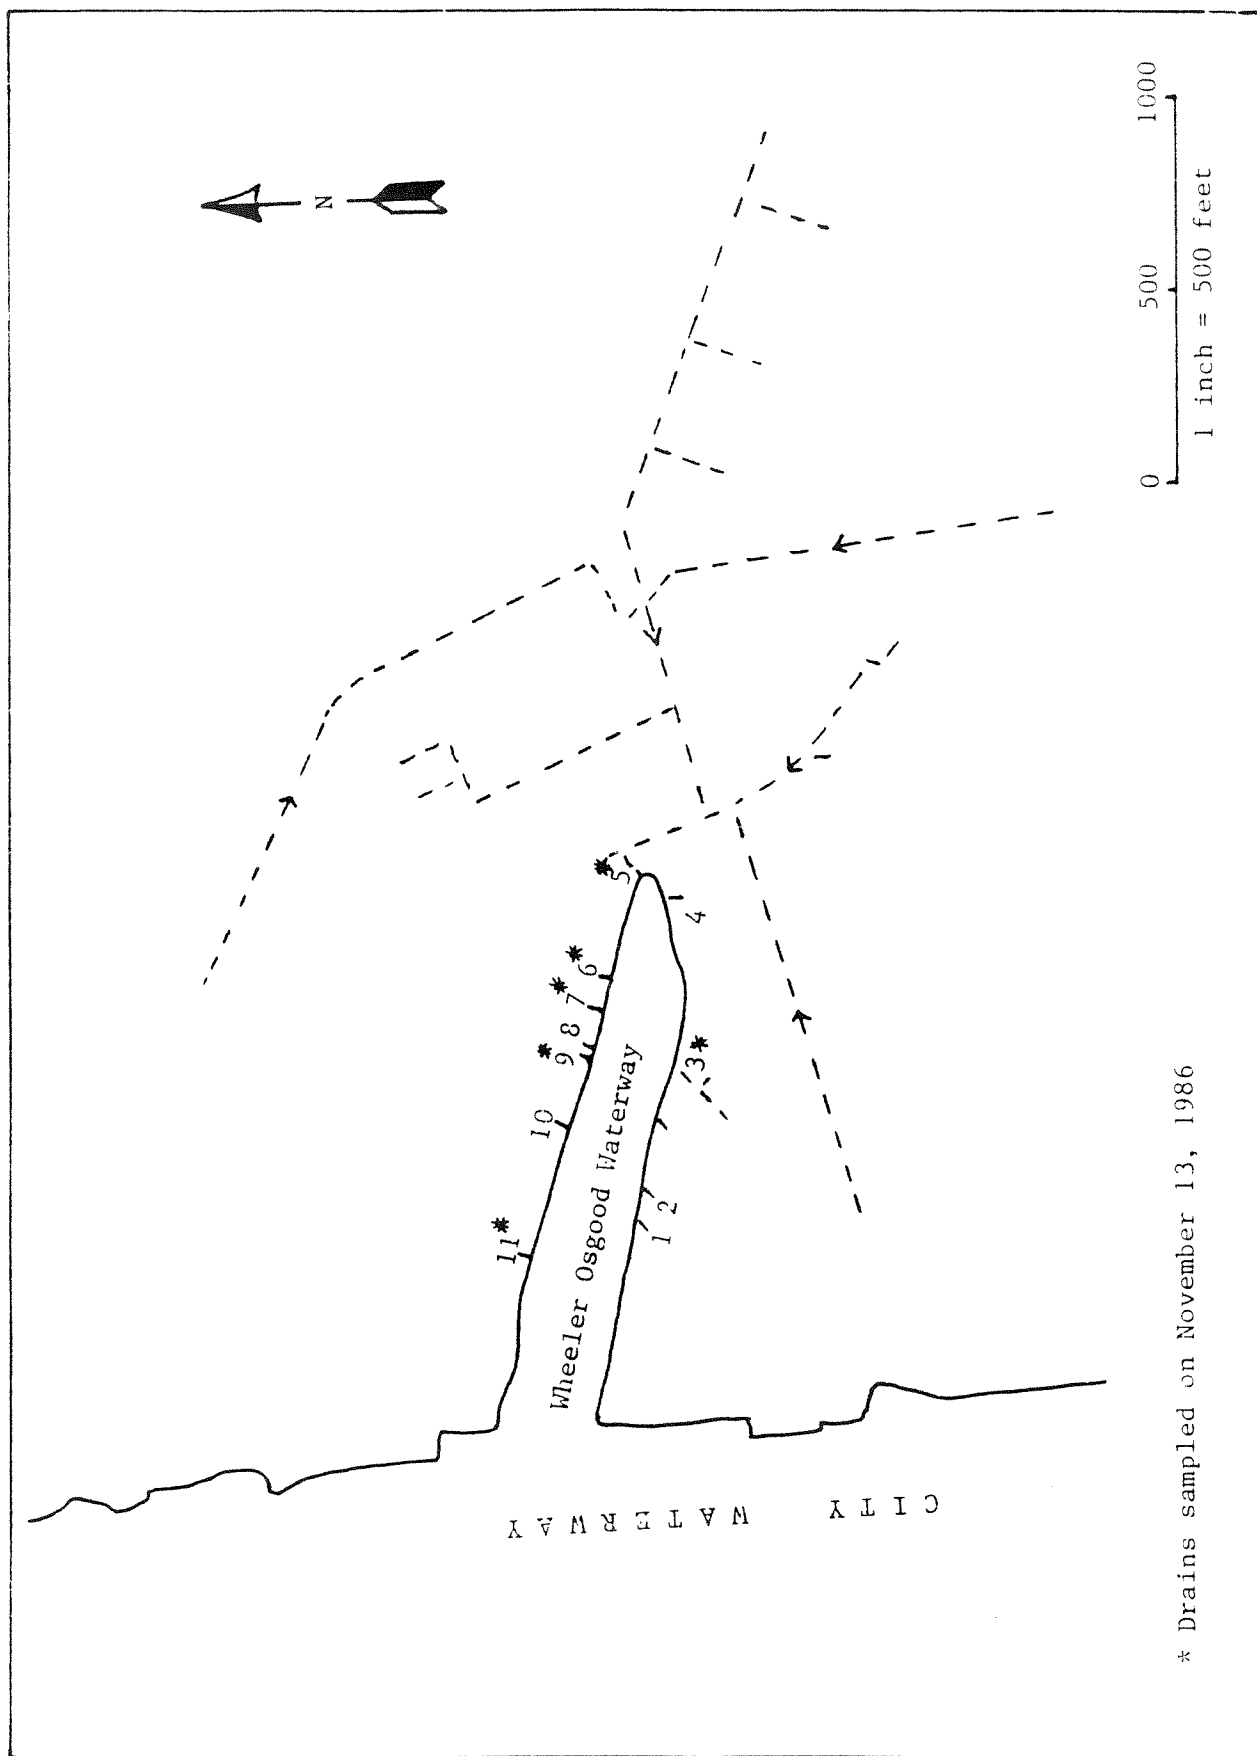 N
11*
10
9*
8
7*
6*
5*
4
3*
2
1
Wheeler Osgood Waterway
CITY WATERWAY
0 500 1000
1 inch = 500 feet
* Drains sampled on November 13, 1986